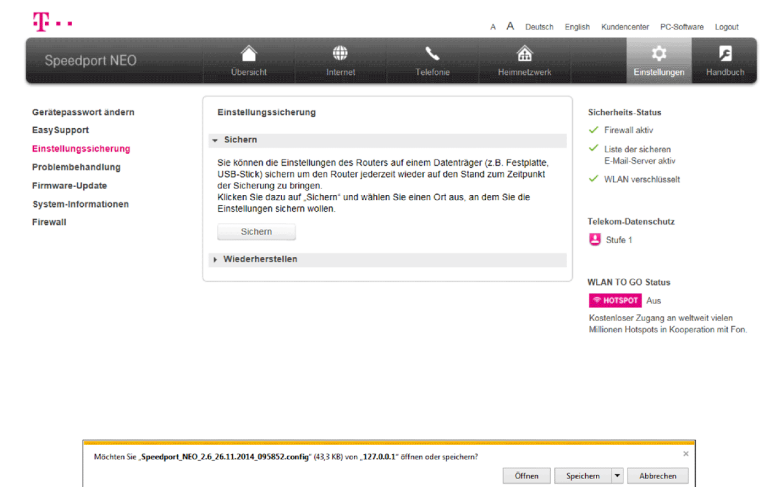 T
A A Deutsch English Kundencenter PC-Software Logout
Speedport NEO
Übersicht Internet Telefonie Heimnetzwerk Einstellungen Handbuch
Gerätepasswort ändern
EasySupport
Einstellungssicherung
Problembehandlung
Firmware-Update
System-Informationen
Firewall
Einstellungssicherung
Sichern
Sie können die Einstellungen des Routers auf einem Datenträger (z.B. Festplatte,
USB-Stick) sichern um den Router jederzeit wieder auf den Stand zum Zeitpunkt
der Sicherung zu bringen.
Klicken Sie dazu auf „Sichern“ und wählen Sie einen Ort aus, an dem Sie die
Einstellungen sichern wollen.
Sichern
Wiederherstellen
Sicherheits-Status
Firewall aktiv
Liste der sicheren
E-Mail-Server aktiv
WLAN verschlüsselt
Telekom-Datenschutz
Stufe 1
WLAN TO GO Status
HOTSPOT Aus
Kostenloser Zugang an weltweit vielen
Millionen Hotspots in Kooperation mit Fon.
Möchten Sie „Speedport_NEO_2.6_26.11.2014_095852.config“ (43,3 KB) von „127.0.0.1“ öffnen oder speichern?
×
Öffnen Speichern Abbrechen